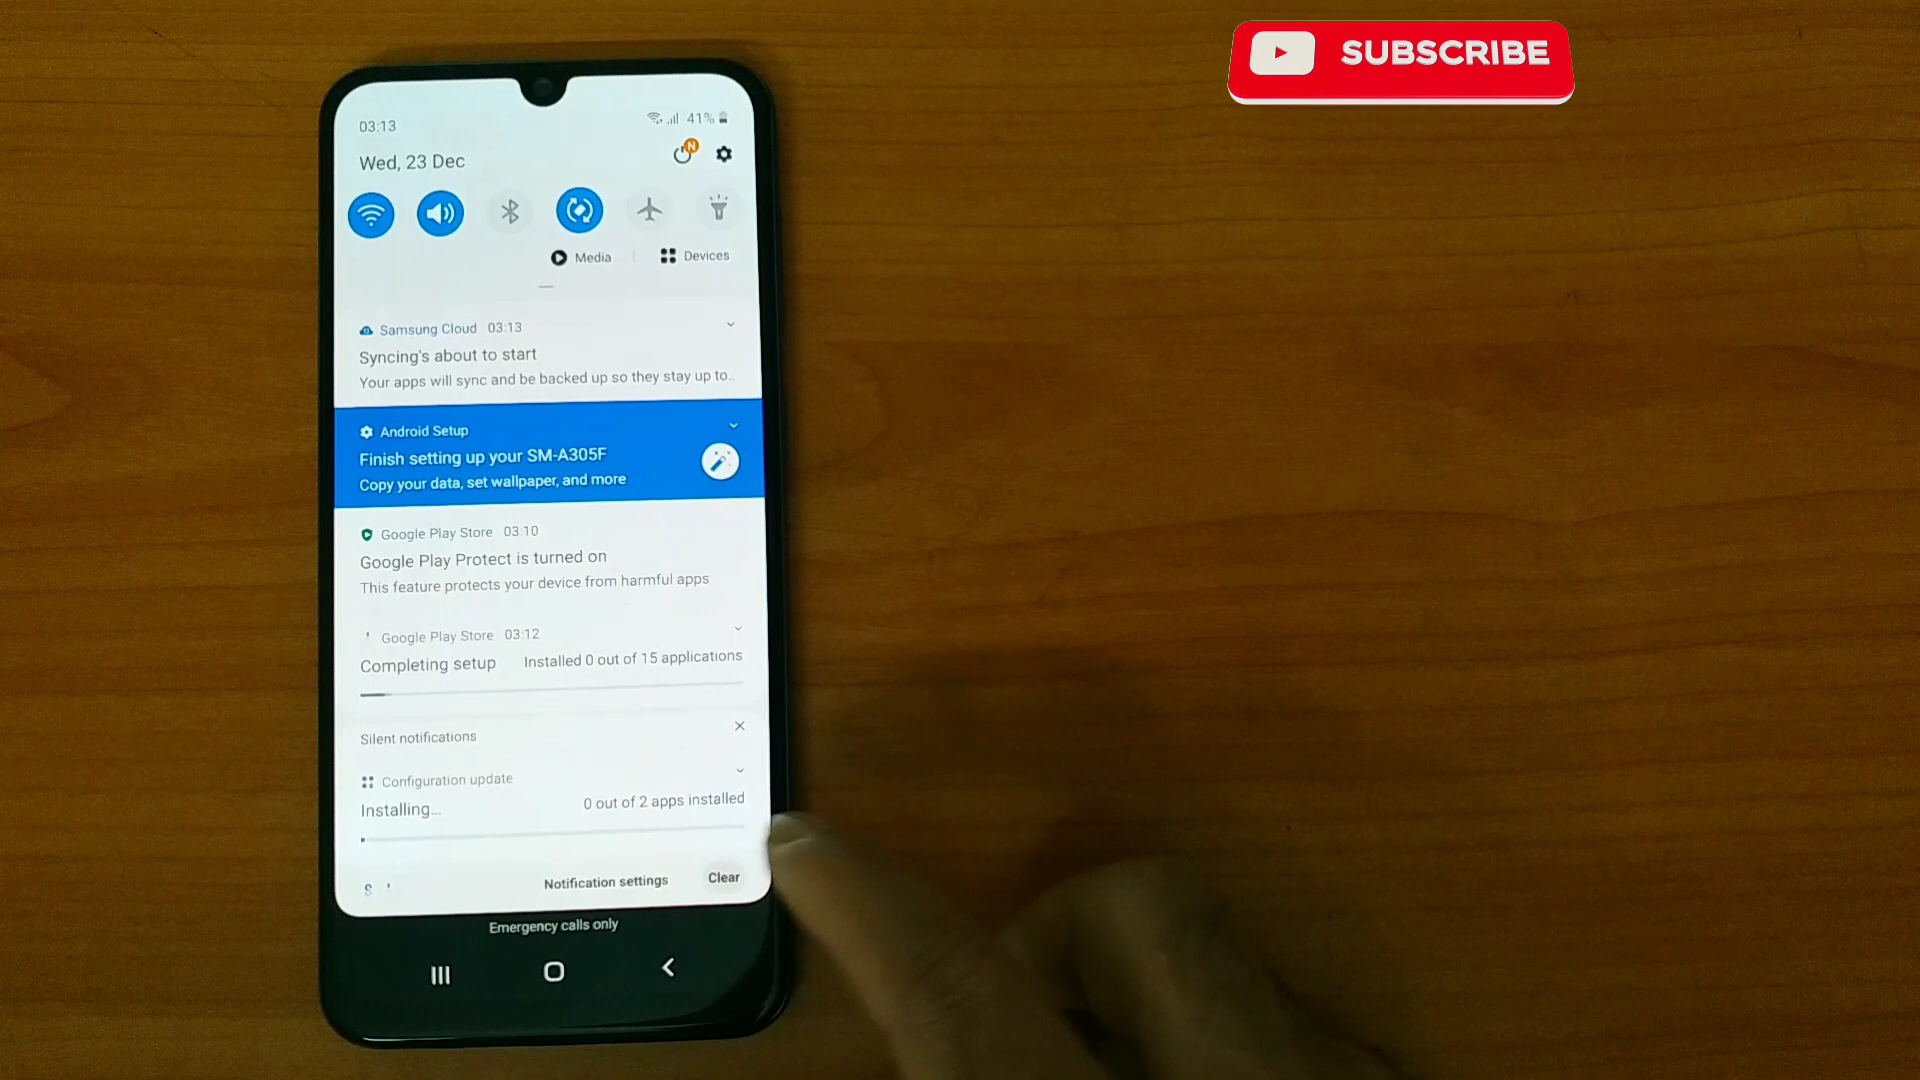 SUBSCRIBE
03:13
41%
Wed, 23 Dec
N
Media
Devices
Samsung Cloud 03:13
Syncing's about to start
Your apps will sync and be backed up so they stay up to..
Android Setup
Finish setting up your SM-A305F
Copy your data, set wallpaper, and more
Google Play Store 03:10
Google Play Protect is turned on
This feature protects your device from harmful apps
Google Play Store 03:12
Completing setup Installed 0 out of 15 applications
Silent notifications
Configuration update
Installing... 0 out of 2 apps installed
Notification settings Clear
Emergency calls only